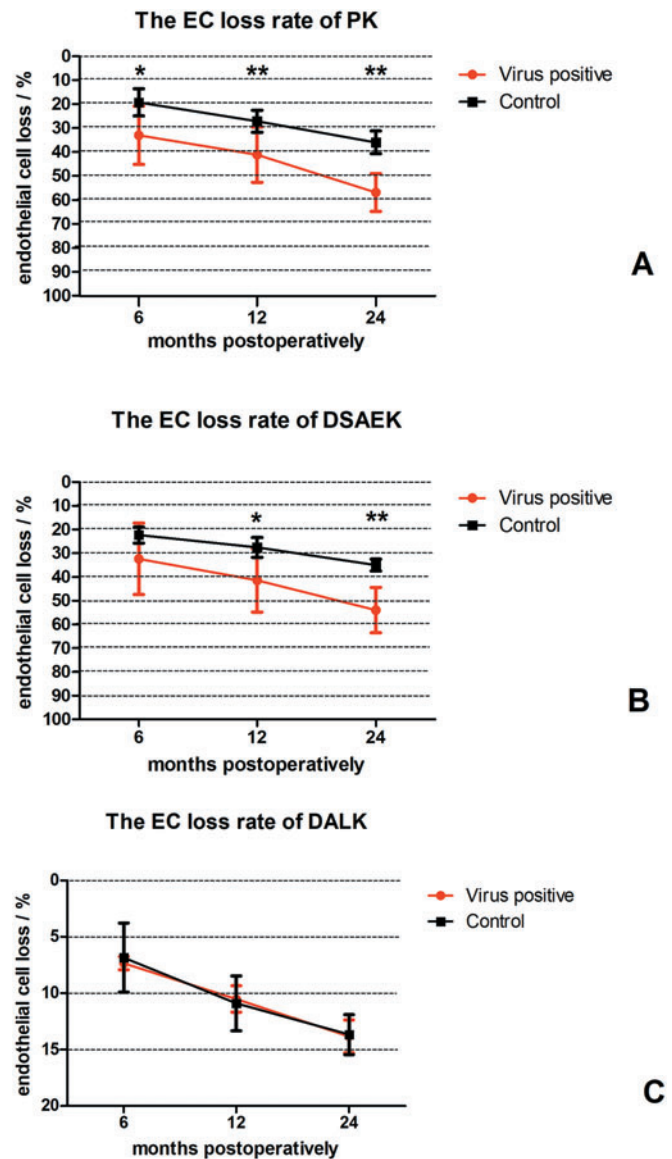 The EC loss rate of PK
endothelial cell loss / %
0
10
20
30
40
50
60
70
80
90
100
* ** **
6 12 24
months postoperatively
Virus positive
Control
A
The EC loss rate of DSAEK
endothelial cell loss / %
0
10
20
30
40
50
60
70
80
90
100
* **
6 12 24
months postoperatively
Virus positive
Control
B
The EC loss rate of DALK
endothelial cell loss / %
0
5
10
15
20
6 12 24
months postoperatively
Virus positive
Control
C